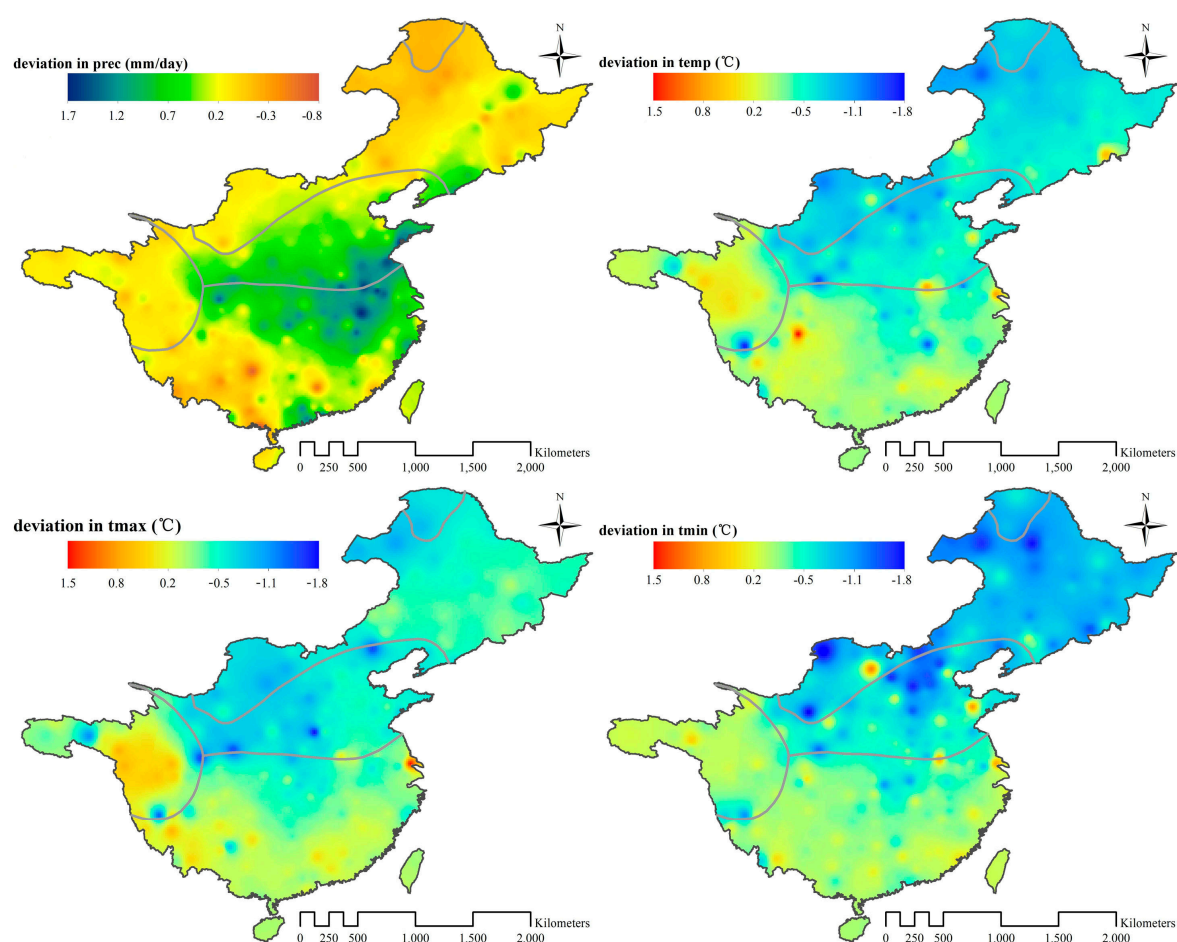 N
deviation in prec (mm/day)
1.7 1.2 0.7 0.2 -0.3 -0.8
Kilometers
0 250 500 1,000 1,500 2,000
N
deviation in temp (℃)
1.5 0.8 0.2 -0.5 -1.1 -1.8
Kilometers
0 250 500 1,000 1,500 2,000
N
deviation in tmax (℃)
1.5 0.8 0.2 -0.5 -1.1 -1.8
Kilometers
0 250 500 1,000 1,500 2,000
N
deviation in tmin (℃)
1.5 0.8 0.2 -0.5 -1.1 -1.8
Kilometers
0 250 500 1,000 1,500 2,000